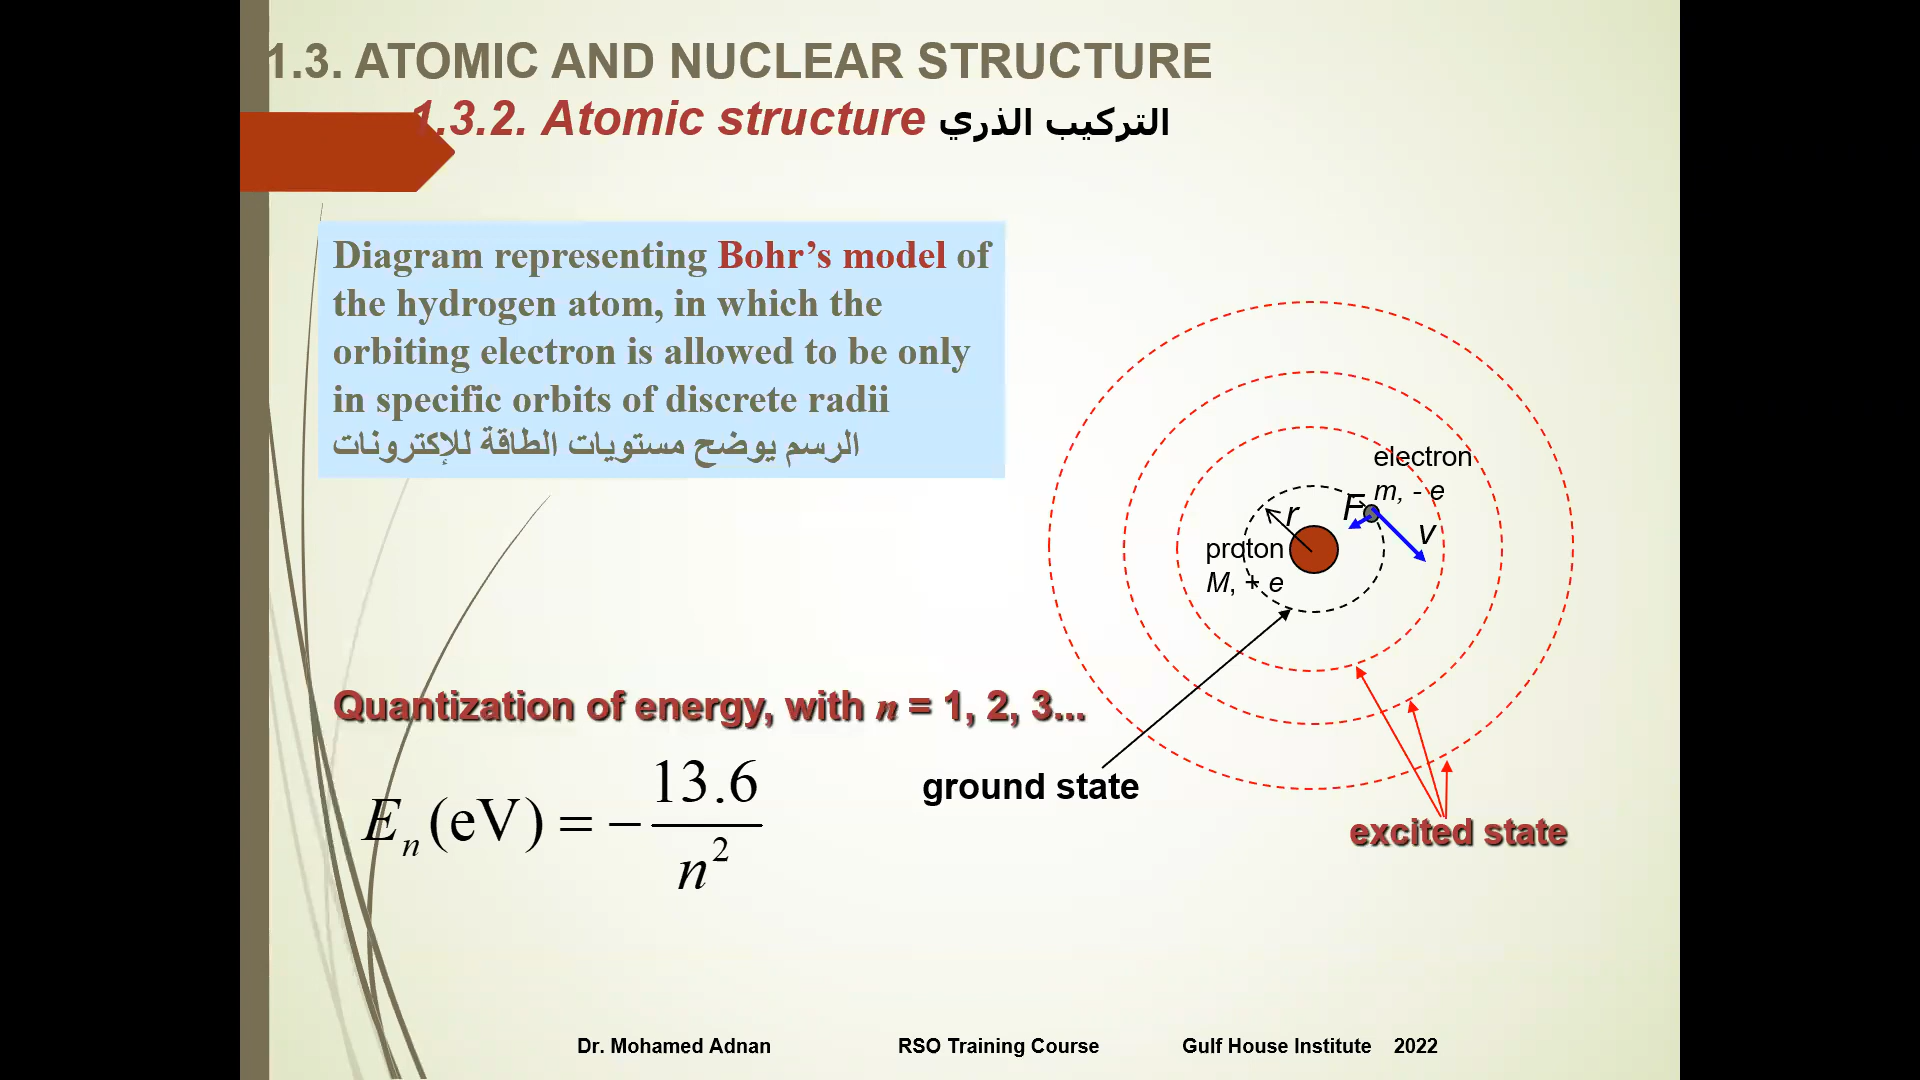 1.3. ATOMIC AND NUCLEAR STRUCTURE
1.3.2. Atomic structure التركيب الذري
Diagram representing Bohr’s model of
the hydrogen atom, in which the
orbiting electron is allowed to be only
in specific orbits of discrete radii
الرسم يوضح مستويات الطاقة للإكترونات
electron
m, - e
F
r
v
proton
M, + e
Quantization of energy, with n = 1, 2, 3...
Eₙ (eV) = − 13.6 / n²
ground state
excited state
Dr. Mohamed Adnan RSO Training Course Gulf House Institute 2022